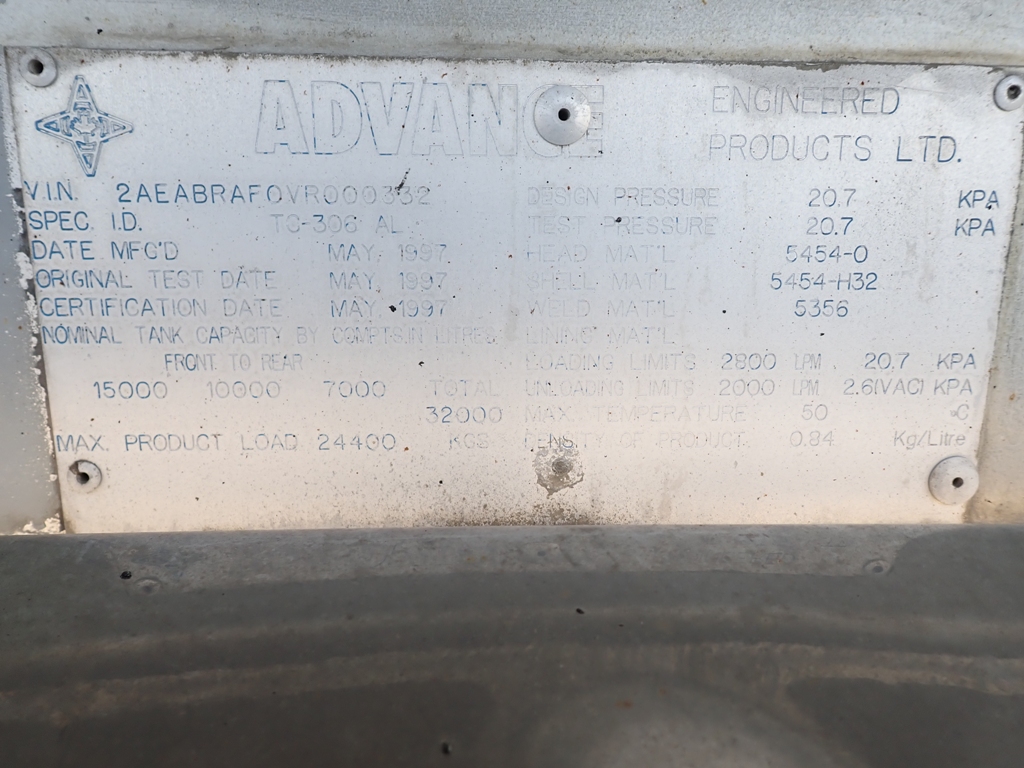 ADVANCE ENGINEERED
PRODUCTS LTD.
V.I.N. 2AEABRAF0VR000332 DESIGN PRESSURE 20.7 KPA
SPEC. I.D. TC-306 AL TEST PRESSURE 20.7 KPA
DATE MFG'D MAY, 1997 HEAD MAT'L 5454-O
ORIGINAL TEST DATE MAY, 1997 SHELL MAT'L 5454-H32
CERTIFICATION DATE MAY, 1997 WELD MAT'L 5356
NOMINAL TANK CAPACITY BY COMPTS.IN LITRES LINING MAT'L
FRONT TO REAR LOADING LIMITS 2800 LPM 20.7 KPA
15000 10000 7000 TOTAL UNLOADING LIMITS 2000 LPM 2.6(VAC) KPA
32000 MAX. TEMPERATURE 50 °C
MAX. PRODUCT LOAD 24400 KGS DENSITY OF PRODUCT 0.84 Kg/Litre